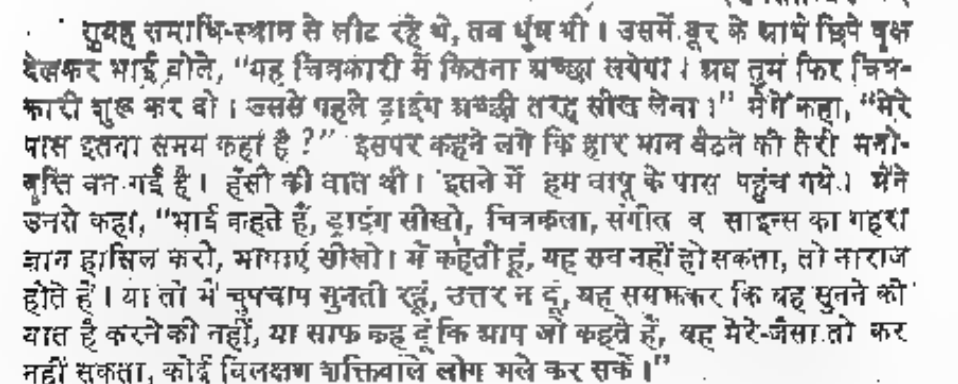 सुबह समाधि-स्थान से लौट रहे थे, तब धुंध थी । उसमें दूर के आधे छिपे वृक्ष
देखकर भाई बोले, “यह चित्रकारी में कितना अच्छा लगेगा । अब तुम फिर चित्र-
कारी शुरू कर दो । उससे पहले ड्राइंग अच्छी तरह सीख लेना ।” मैंने कहा, “मेरे
पास इतना समय कहां है ?” इसपर कहने लगे कि हार मान बैठने की तेरी मनो-
वृत्ति बन गई है । हँसी की बात थी । इतने में हम बापू के पास पहुंच गये । मैंने
उनसे कहा, “भाई कहते हैं, ड्राइंग सीखो, चित्रकला, संगीत व साइन्स का गहरा
ज्ञान हासिल करो, भाषाएं सीखो । मैं कहती हूं, यह सब नहीं हो सकता, तो नाराज
होते हैं । या तो मैं चुपचाप सुनती रहूं, उत्तर न दूं, यह समझकर कि यह सुनने की
बात है करनेकी नहीं, या साफ कह दूं कि आप जो कहते हैं, वह मेरे-जैसा तो कर
नहीं सकता, कोई विलक्षण शक्तिवाले लोग भले कर सकें ।”